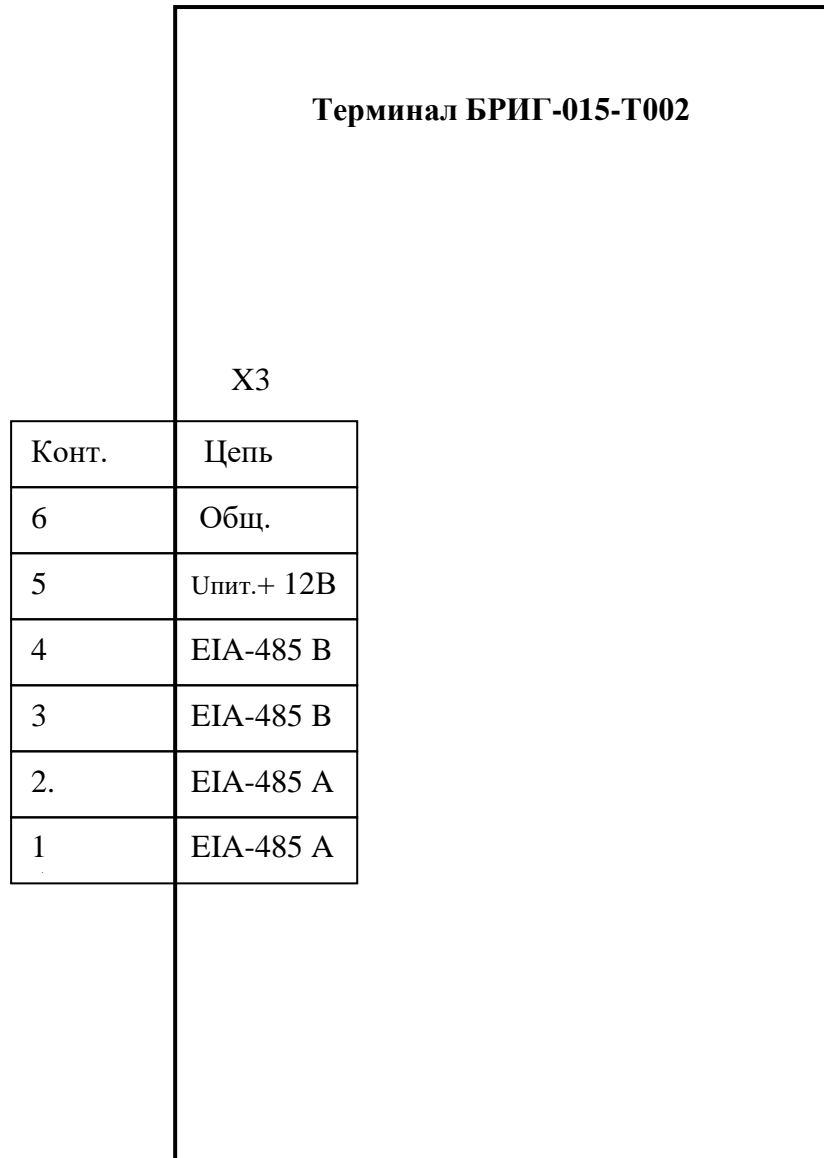 Терминал БРИГ-015-Т002
X3
Конт. Цепь
6 Общ.
5 Uпит.+ 12В
4 EIA-485 B
3 EIA-485 B
2. EIA-485 A
1 EIA-485 A